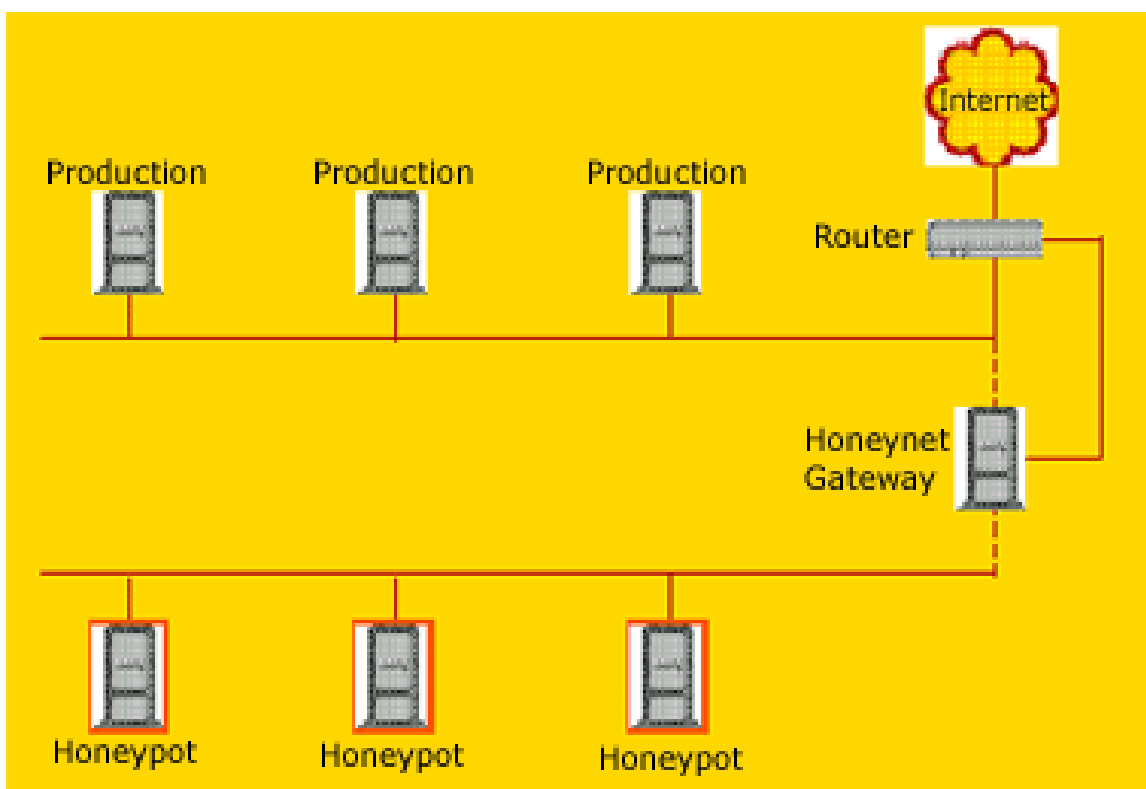 Internet
Production
Production
Production
Router
Honeynet
Gateway
Honeypot
Honeypot
Honeypot